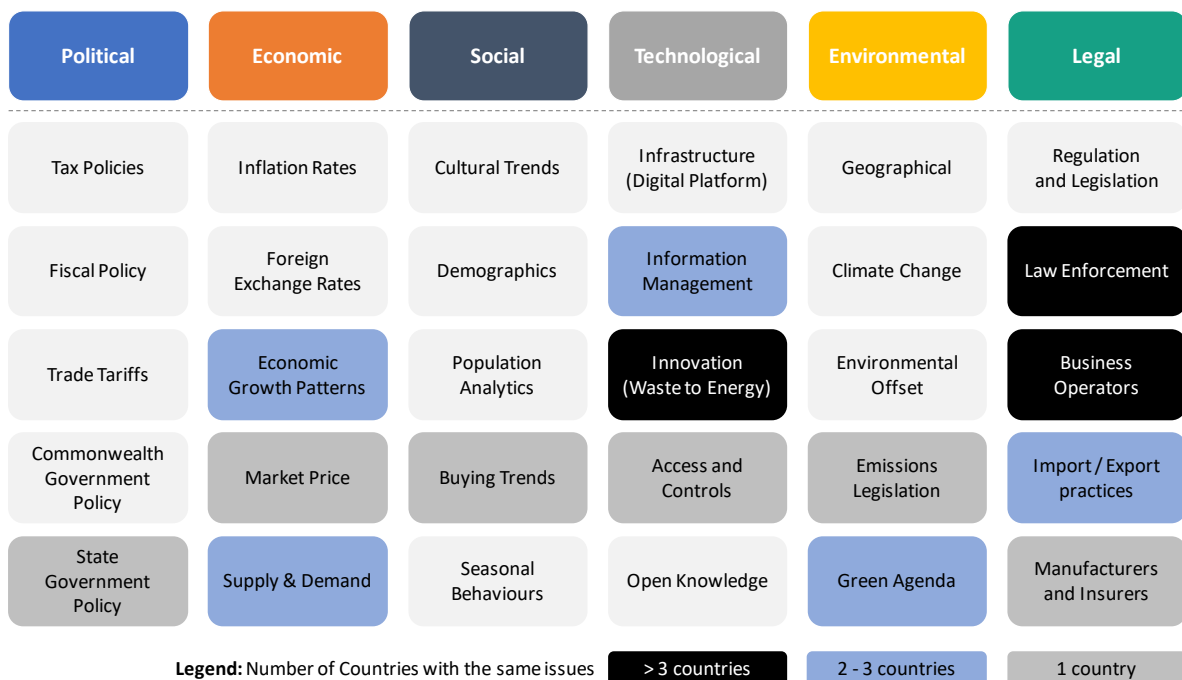 Political
Economic
Social
Technological
Environmental
Legal
Tax Policies
Inflation Rates
Cultural Trends
Infrastructure
(Digital Platform)
Geographical
Regulation
and Legislation
Fiscal Policy
Foreign
Exchange Rates
Demographics
Information
Management
Climate Change
Law Enforcement
Trade Tariffs
Economic
Growth Patterns
Population
Analytics
Innovation
(Waste to Energy)
Environmental
Offset
Business
Operators
Commonwealth
Government
Policy
Market Price
Buying Trends
Access and
Controls
Emissions
Legislation
Import / Export
practices
State
Government
Policy
Supply & Demand
Seasonal
Behaviours
Open Knowledge
Green Agenda
Manufacturers
and Insurers
Legend: Number of Countries with the same issues
> 3 countries
2 - 3 countries
1 country